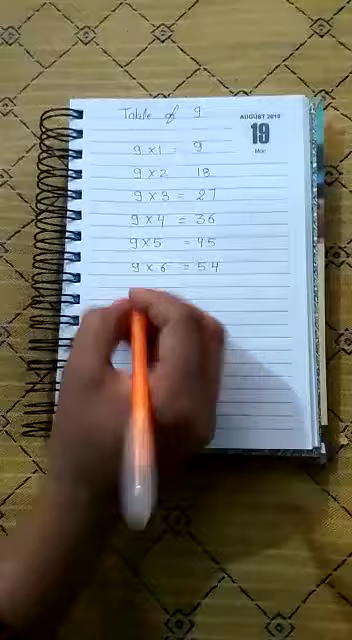 Table of 9
AUGUST 2019
19
Mon
9 × 1 = 9
9 × 2 18
9 × 3 = 27
9 × 4 = 36
9 × 5 = 45
9 × 6 = 54